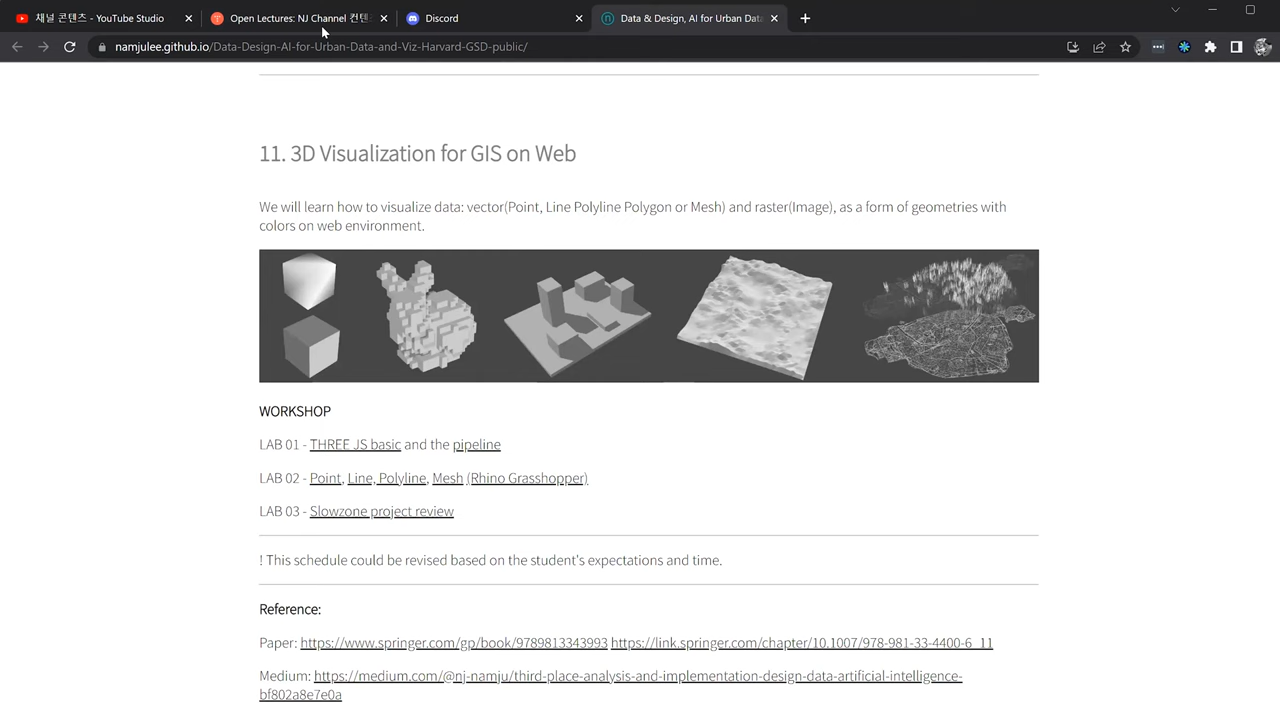 채널 콘텐츠 - YouTube Studio
Open Lectures: NJ Channel 컨텐
Discord
Data & Design, AI for Urban Data
namjulee.github.io/Data-Design-AI-for-Urban-Data-and-Viz-Harvard-GSD-public/
11. 3D Visualization for GIS on Web
We will learn how to visualize data: vector(Point, Line Polyline Polygon or Mesh) and raster(Image), as a form of geometries with
colors on web environment.
WORKSHOP
LAB 01 - THREE JS basic and the pipeline
LAB 02 - Point, Line, Polyline, Mesh (Rhino Grasshopper)
LAB 03 - Slowzone project review
! This schedule could be revised based on the student's expectations and time.
Reference:
Paper: https://www.springer.com/gp/book/9789813343993 https://link.springer.com/chapter/10.1007/978-981-33-4400-6_11
Medium: https://medium.com/@nj-namju/third-place-analysis-and-implementation-design-data-artificial-intelligence-
bf802a8e7e0a